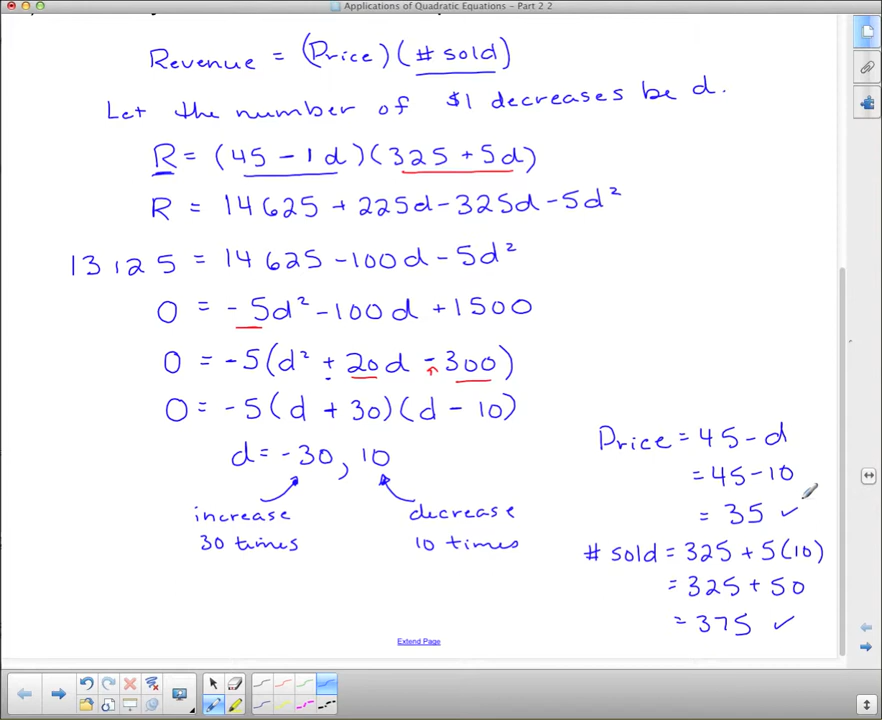 Applications of Quadratic Equations - Part 2 2
Revenue = (Price)(# sold)
Let the number of $1 decreases be d.
R = (45 - 1d)(325 + 5d)
R = 14625 + 225d - 325d - 5d²
13125 = 14625 - 100d - 5d²
0 = -5d² - 100d + 1500
0 = -5(d² + 20d - 300)
0 = -5(d + 30)(d - 10)
d = -30, 10
increase
30 times
decrease
10 times
Price = 45 - d
= 45 - 10
= 35 ✓
# sold = 325 + 5(10)
= 325 + 50
= 375 ✓
Extend Page